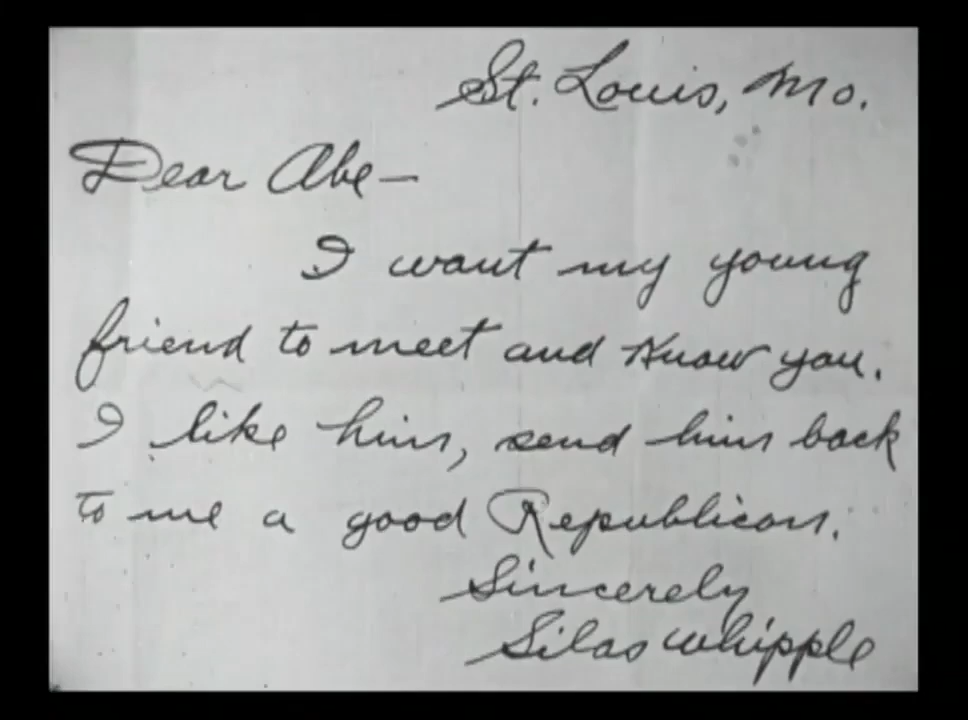 St. Louis, Mo.
Dear Abe—
I want my young
friend to meet and know you.
I like him, send him back
to me a good Republican.
Sincerely
Silas Whipple